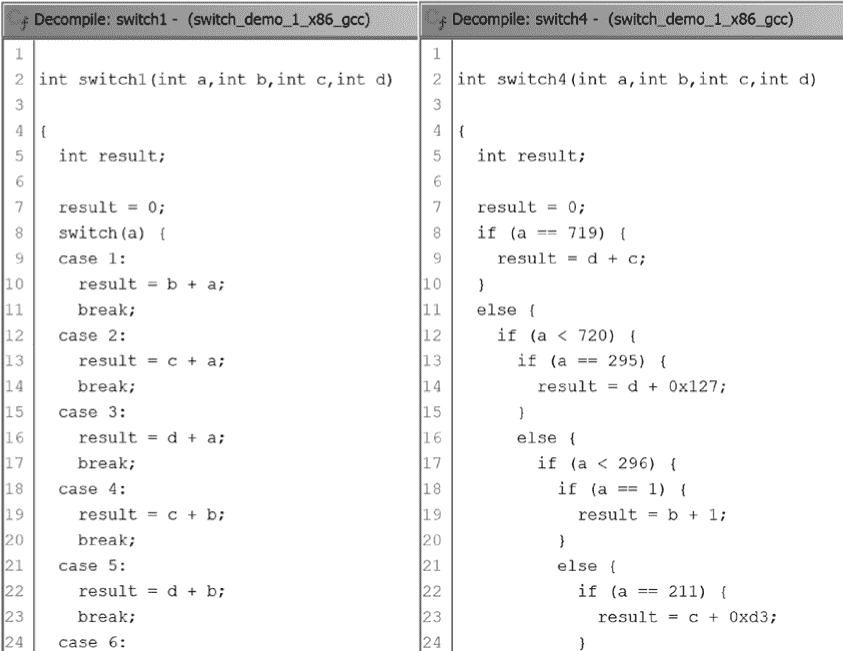 Decompile: switch1 - (switch_demo_1_x86_gcc)
1
2 int switch1(int a,int b,int c,int d)
3
4 {
5 int result;
6
7 result = 0;
8 switch(a) {
9 case 1:
10 result = b + a;
11 break;
12 case 2:
13 result = c + a;
14 break;
15 case 3:
16 result = d + a;
17 break;
18 case 4:
19 result = c + b;
20 break;
21 case 5:
22 result = d + b;
23 break;
24 case 6:
Decompile: switch4 - (switch_demo_1_x86_gcc)
1
2 int switch4(int a,int b,int c,int d)
3
4 {
5 int result;
6
7 result = 0;
8 if (a == 719) {
9 result = d + c;
10 }
11 else {
12 if (a < 720) {
13 if (a == 295) {
14 result = d + 0x127;
15 }
16 else {
17 if (a < 296) {
18 if (a == 1) {
19 result = b + 1;
20 }
21 else {
22 if (a == 211) {
23 result = c + 0xd3;
24 }